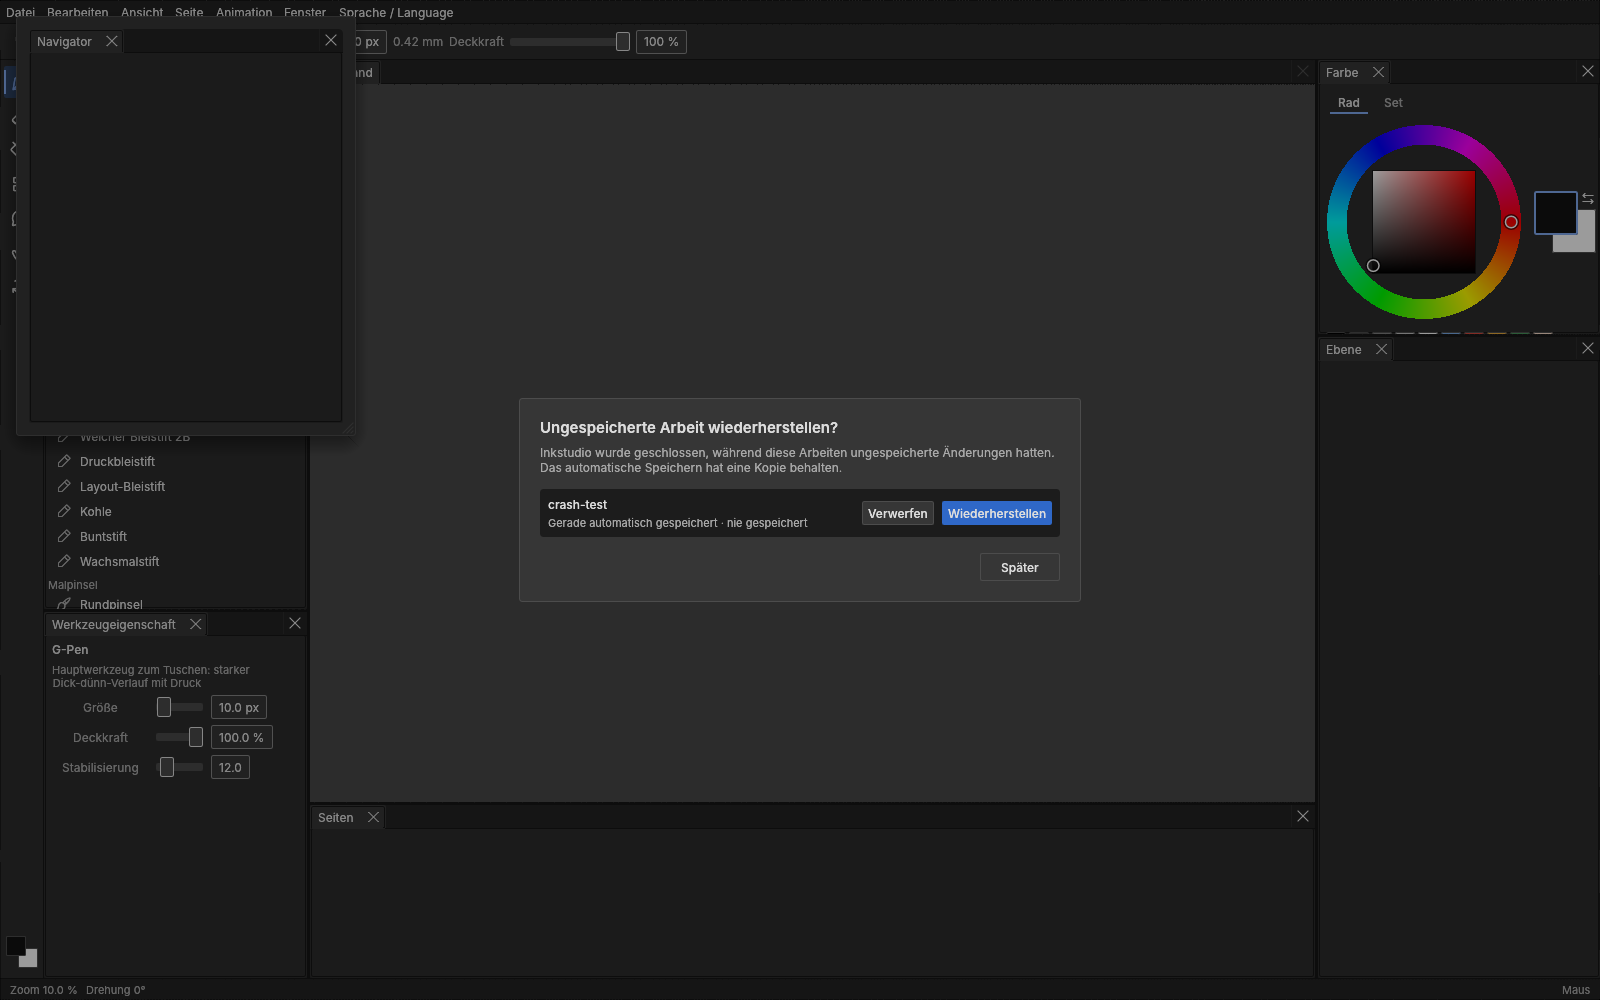 Datei Bearbeiten Ansicht Seite Animation Fenster Sprache / Language
Navigator
px 0.42 mm Deckkraft 100 %
Farbe
Rad Set
Ebene
Ungespeicherte Arbeit wiederherstellen?
Inkstudio wurde geschlossen, während diese Arbeiten ungespeicherte Änderungen hatten.
Das automatische Speichern hat eine Kopie behalten.
crash-test
Gerade automatisch gespeichert · nie gespeichert
Verwerfen Wiederherstellen
Später
Weicher Bleistift 2B
Druckbleistift
Layout-Bleistift
Kohle
Buntstift
Wachsmalstift
Malpinsel
Rundpinsel
Werkzeugeigenschaft
G-Pen
Hauptwerkzeug zum Tuschen: starker
Dick-dünn-Verlauf mit Druck
Größe 10.0 px
Deckkraft 100.0 %
Stabilisierung 12.0
Seiten
Zoom 10.0 % Drehung 0°
Maus